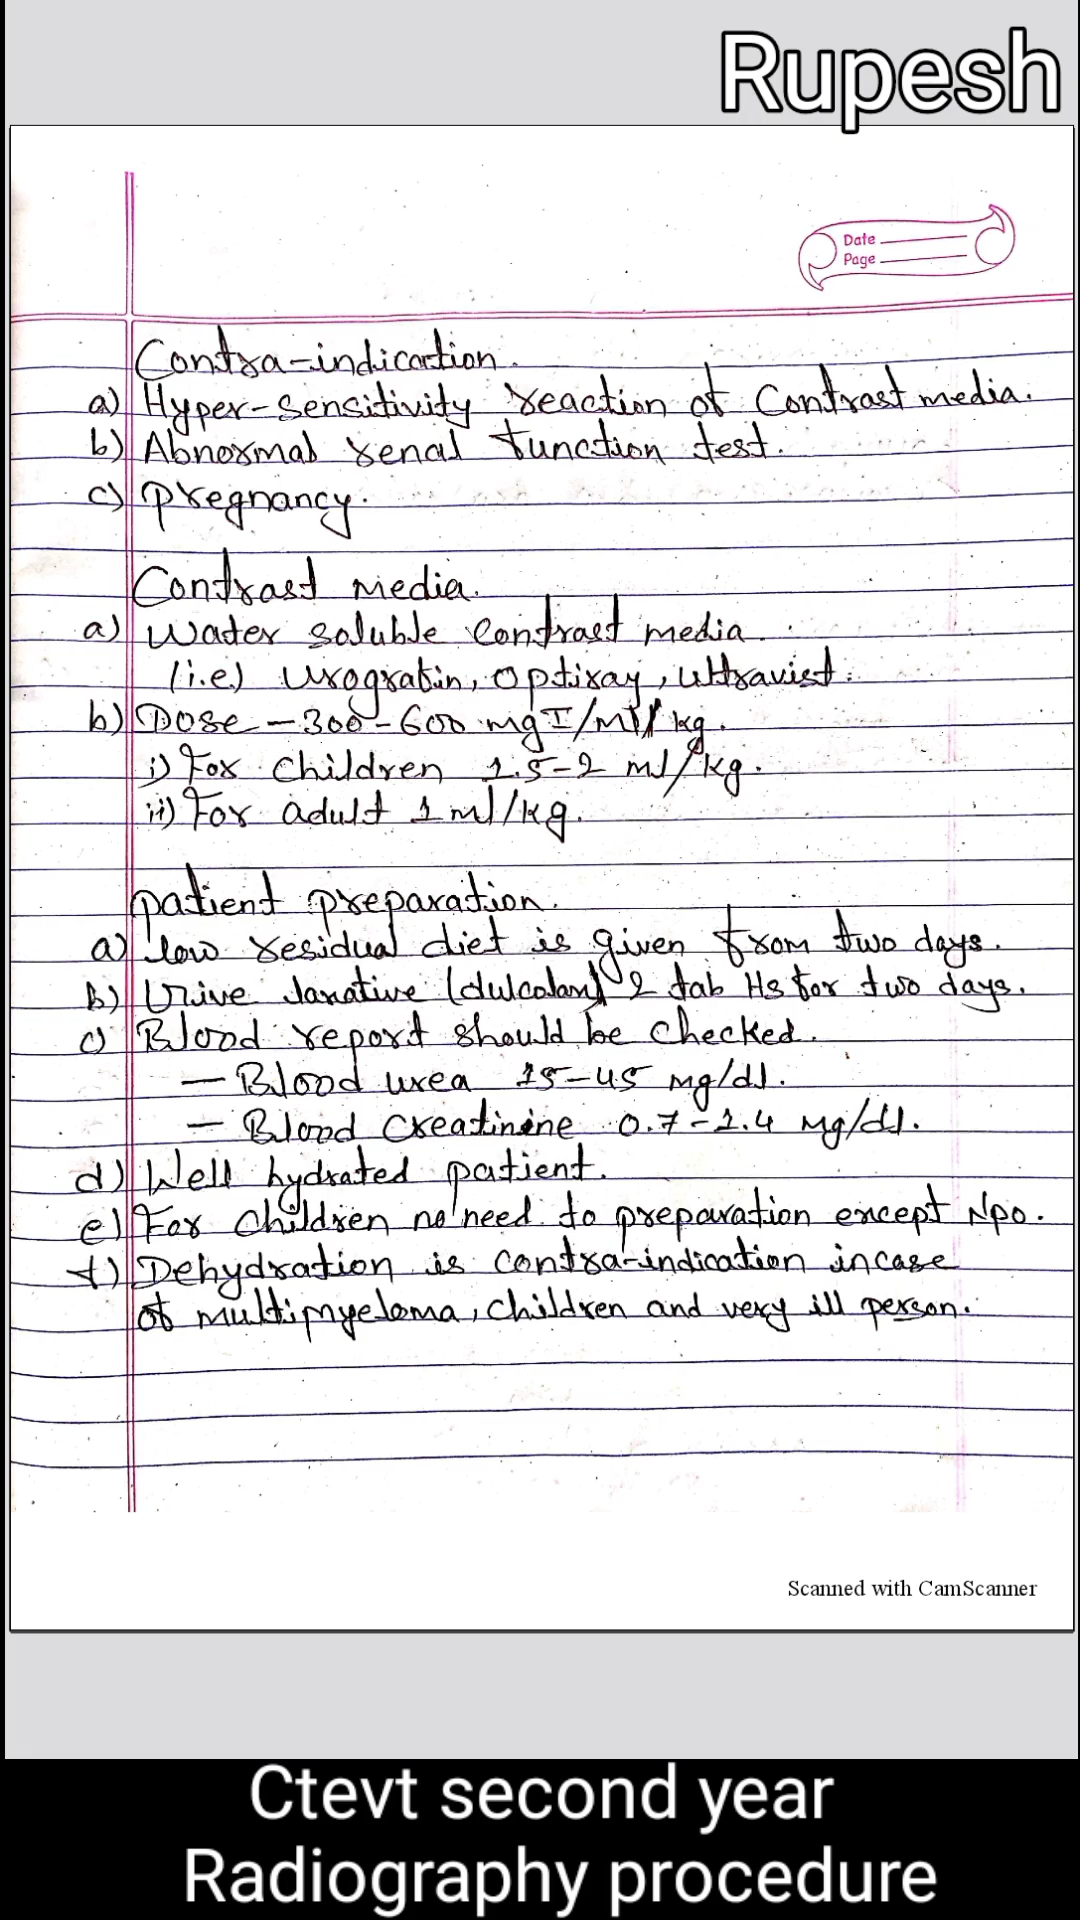 Rupesh
Date
Page
Contra-indication.
a) Hyper-sensitivity reaction of Contrast media.
b) Abnormal renal function test.
c) Pregnancy.
Contrast media.
a) Water soluble contrast media.
(i.e) Urografin, Optiray, Ultravist.
b) Dose - 300-600 mgI/ml/kg.
i) For children 1.5-2 ml/kg.
ii) For adult 1 ml/kg.
patient preparation.
a) low residual diet is given from two days.
b) Give laxative (dulcolax) 2 tab Hs for two days.
c) Blood report should be checked.
- Blood urea 15-45 mg/dl.
- Blood creatinine 0.7-1.4 mg/dl.
d) Well hydrated patient.
e) For children no need to preparation except Npo.
f) Dehydration is contra-indication incase
of multimyeloma, children and very ill person.
Scanned with CamScanner
Ctevt second year
Radiography procedure